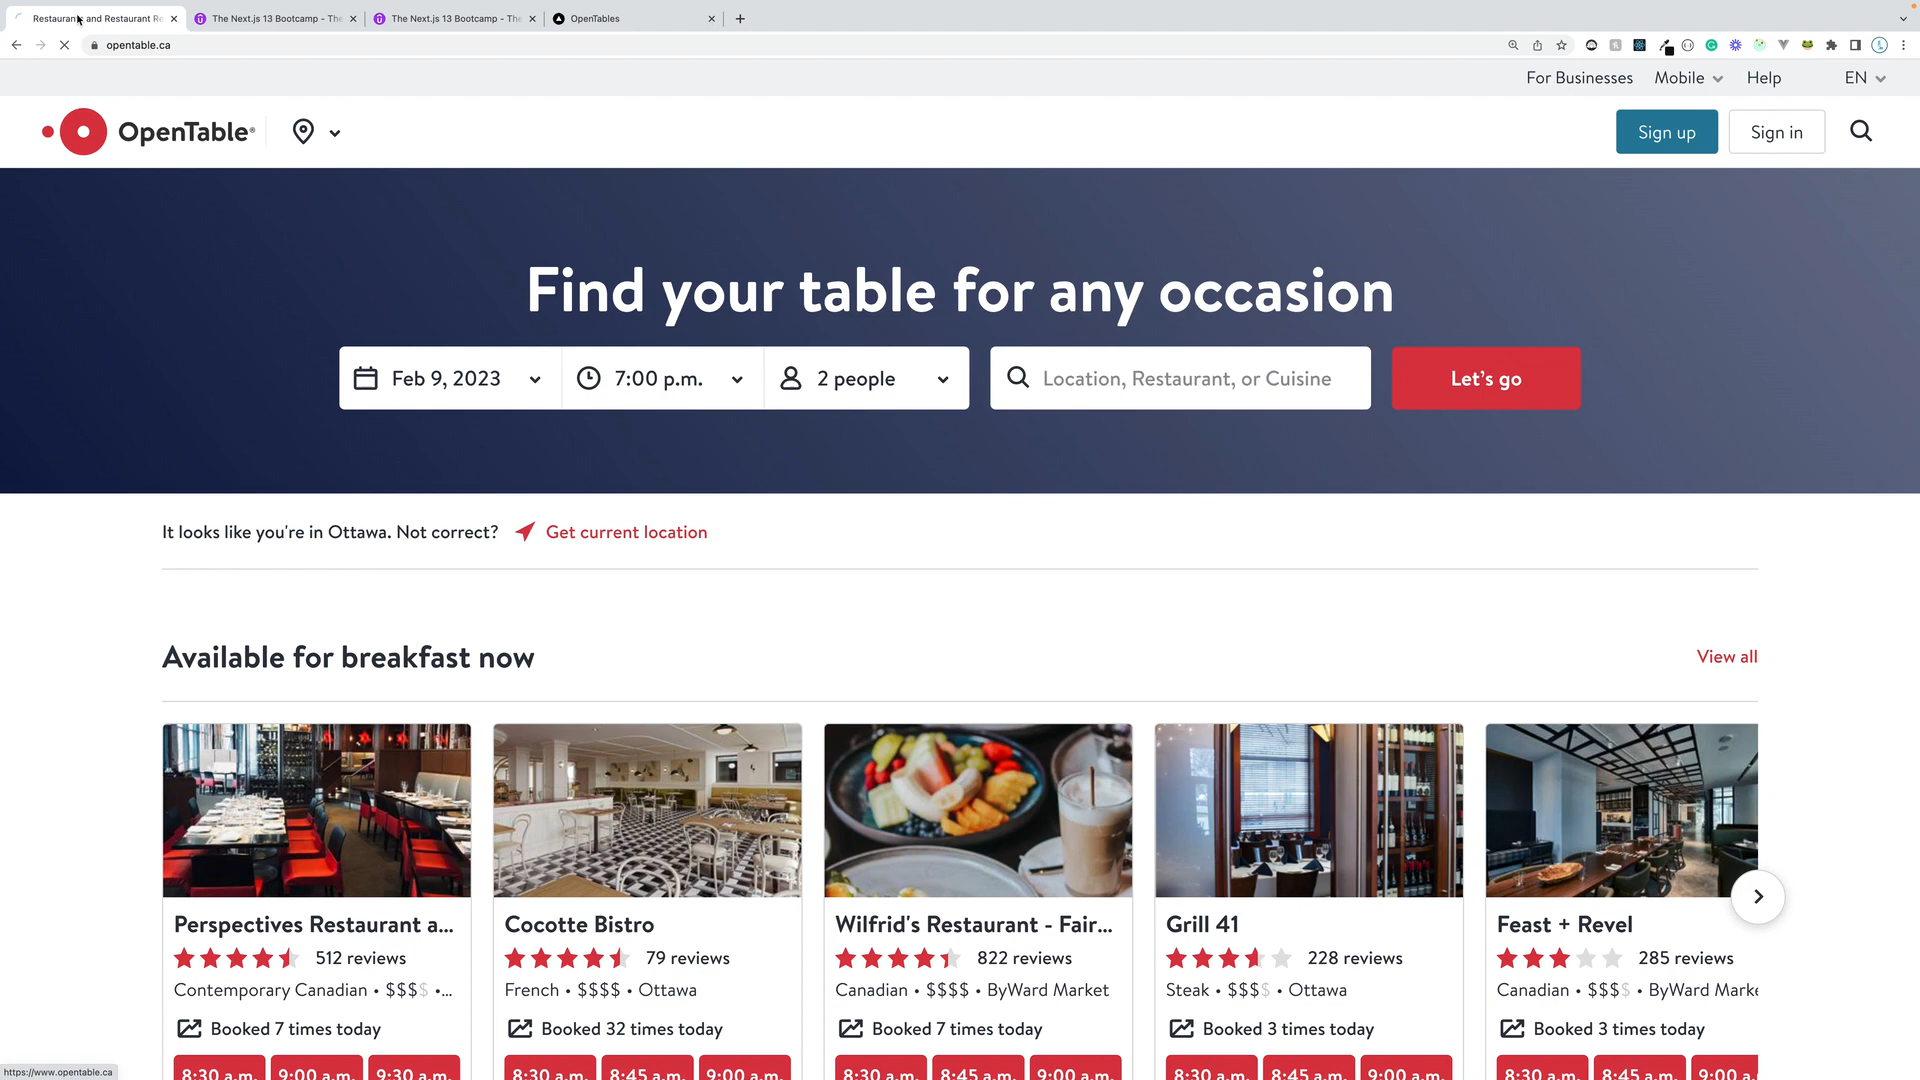 Restaurants and Restaurant Re
The Next.js 13 Bootcamp - The
The Next.js 13 Bootcamp - The
OpenTables
opentable.ca
For Businesses
Mobile
Help
EN
OpenTable®
Sign up
Sign in
Find your table for any occasion
Feb 9, 2023
7:00 p.m.
2 people
Location, Restaurant, or Cuisine
Let's go
It looks like you're in Ottawa. Not correct?
Get current location
Available for breakfast now
View all
Perspectives Restaurant a...
512 reviews
Contemporary Canadian • $$$$ •...
Booked 7 times today
8:30 a.m. 9:00 a.m. 9:30 a.m.
Cocotte Bistro
79 reviews
French • $$$$ • Ottawa
Booked 32 times today
8:30 a.m. 8:45 a.m. 9:00 a.m.
Wilfrid's Restaurant - Fair...
822 reviews
Canadian • $$$$ • ByWard Market
Booked 7 times today
8:30 a.m. 8:45 a.m. 9:00 a.m.
Grill 41
228 reviews
Steak • $$$$ • Ottawa
Booked 3 times today
8:30 a.m. 8:45 a.m. 9:00 a.m.
Feast + Revel
285 reviews
Canadian • $$$$ • ByWard Marke
Booked 3 times today
8:30 a.m. 8:45 a.m. 9:00 a.
https://www.opentable.ca